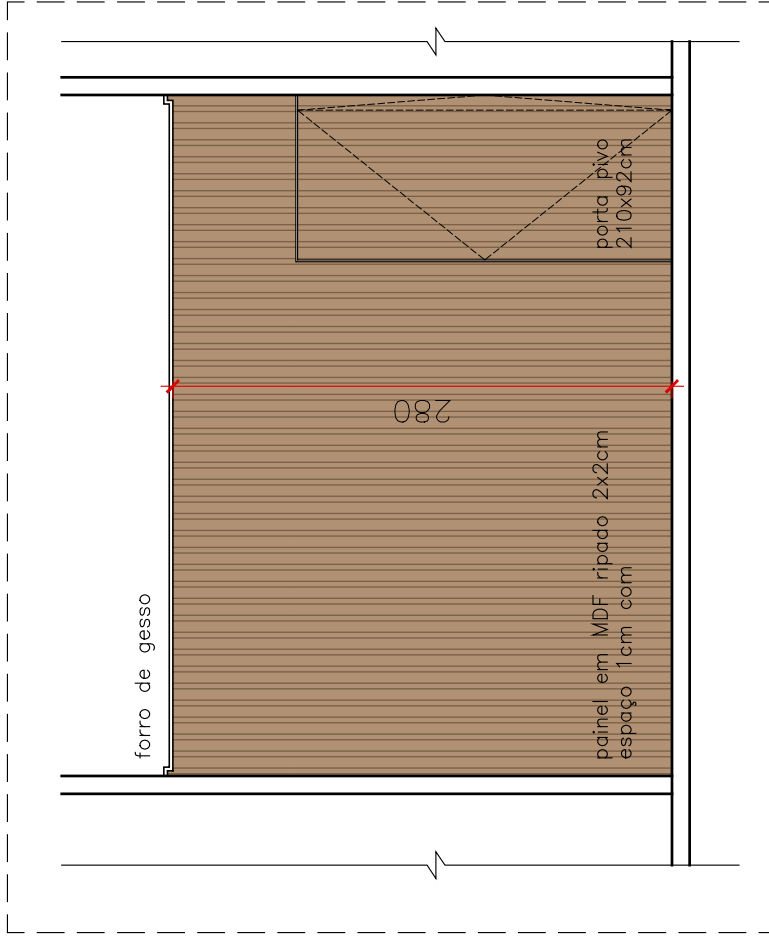 forro de gesso
porta pivo
210x92cm
280
painel em MDF ripado 2x2cm
espaço 1cm com